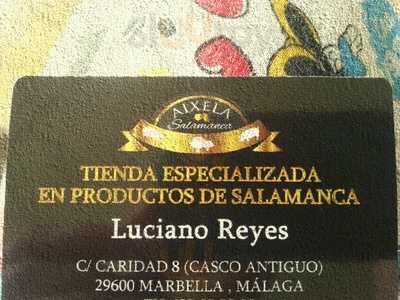 AIXELA
Salamanca
TIENDA ESPECIALIZADA
EN PRODUCTOS DE SALAMANCA
Luciano Reyes
C/ CARIDAD 8 (CASCO ANTIGUO)
29600 MARBELLA , MÁLAGA